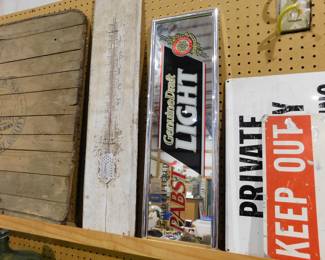 Genuine Draft
LIGHT
PABST
PRIVATE
KEEP OUT